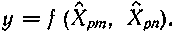 y = f (X̂pm, X̂pn).